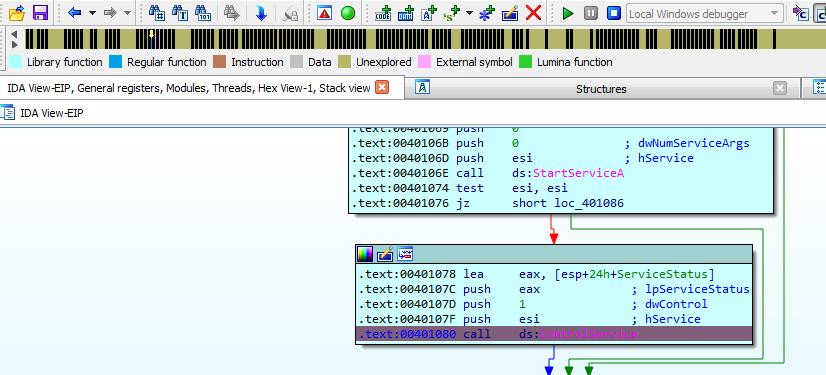 Local Windows debugger
Library function Regular function Instruction Data Unexplored External symbol Lumina function
IDA View-EIP, General registers, Modules, Threads, Hex View-1, Stack view Structures
IDA View-EIP
.text:00401069 push 0
.text:0040106B push 0 ; dwNumServiceArgs
.text:0040106D push esi ; hService
.text:0040106E call ds:StartServiceA
.text:00401074 test esi, esi
.text:00401076 jz short loc_401086
.text:00401078 lea eax, [esp+24h+ServiceStatus]
.text:0040107C push eax ; lpServiceStatus
.text:0040107D push 1 ; dwControl
.text:0040107F push esi ; hService
.text:00401080 call ds:ControlService